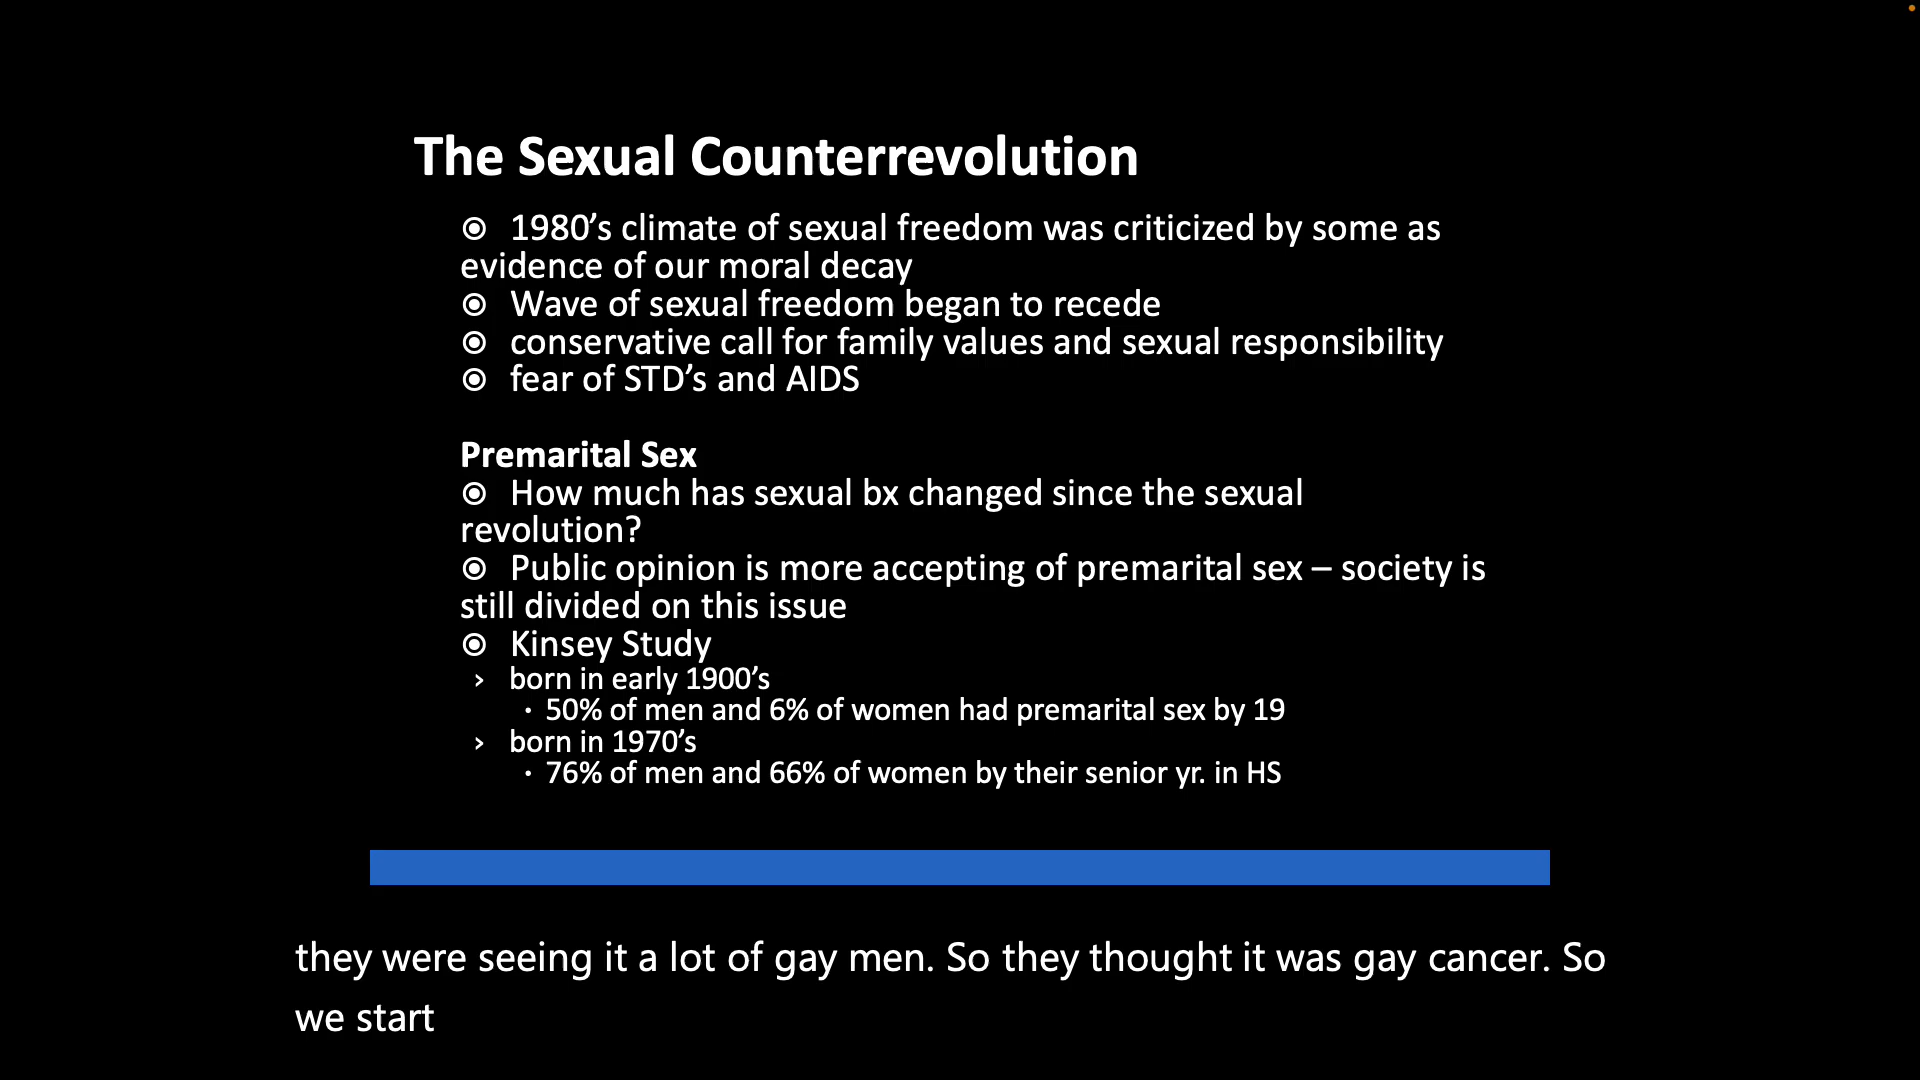 The Sexual Counterrevolution
⦿ 1980’s climate of sexual freedom was criticized by some as
evidence of our moral decay
⦿ Wave of sexual freedom began to recede
⦿ conservative call for family values and sexual responsibility
⦿ fear of STD’s and AIDS
Premarital Sex
⦿ How much has sexual bx changed since the sexual
revolution?
⦿ Public opinion is more accepting of premarital sex – society is
still divided on this issue
⦿ Kinsey Study
› born in early 1900’s
• 50% of men and 6% of women had premarital sex by 19
› born in 1970’s
• 76% of men and 66% of women by their senior yr. in HS
they were seeing it a lot of gay men. So they thought it was gay cancer. So
we start